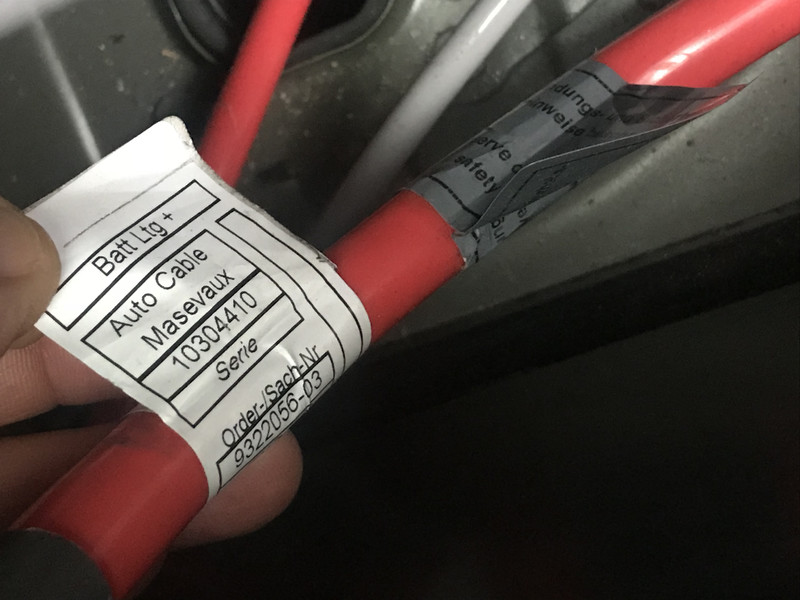 Batt Ltg +
Auto Cable
Masevaux
10304410
Serie
Order-/Sach-Nr
9322056-03
safety